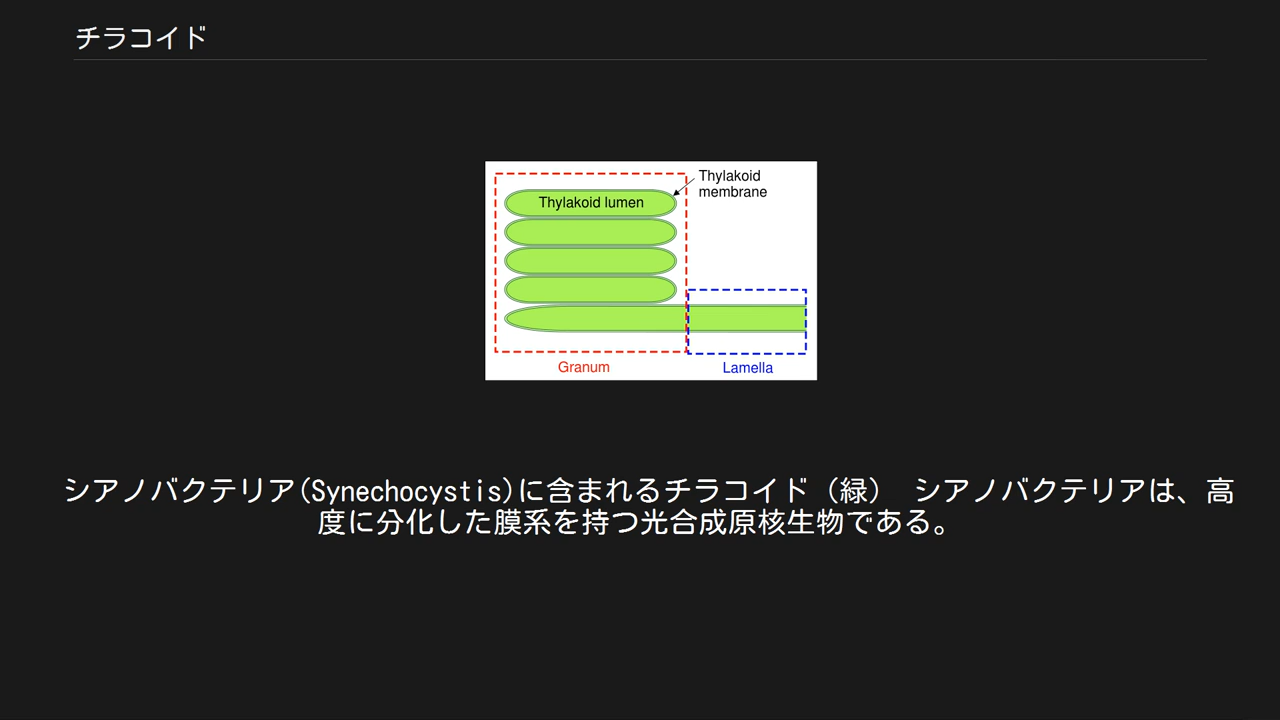 チラコイド
Thylakoid
membrane
Thylakoid lumen
Granum
Lamella
シアノバクテリア(Synechocystis)に含まれるチラコイド（緑） シアノバクテリアは、高
度に分化した膜系を持つ光合成原核生物である。